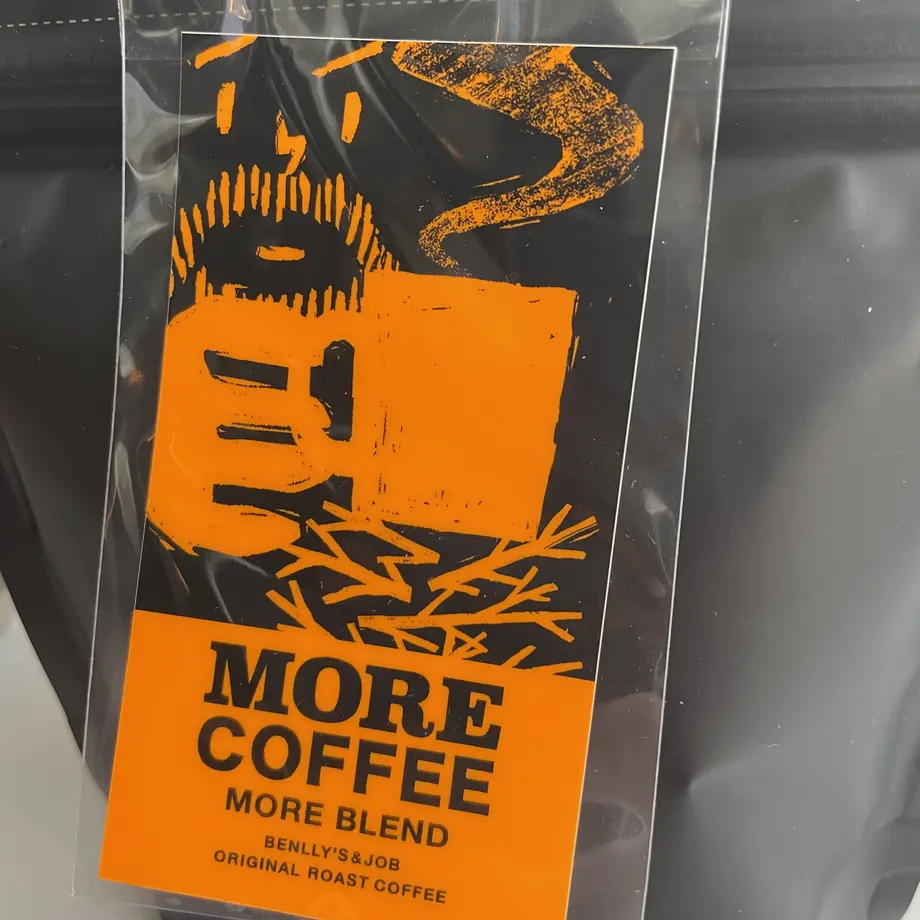 MORE
COFFEE
MORE BLEND
BENLLY'S&JOB
ORIGINAL ROAST COFFEE